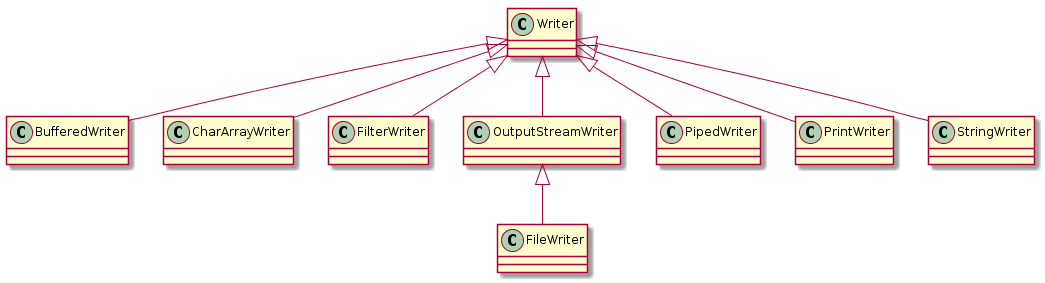 C Writer
C BufferedWriter
C CharArrayWriter
C FilterWriter
C OutputStreamWriter
C PipedWriter
C PrintWriter
C StringWriter
C FileWriter